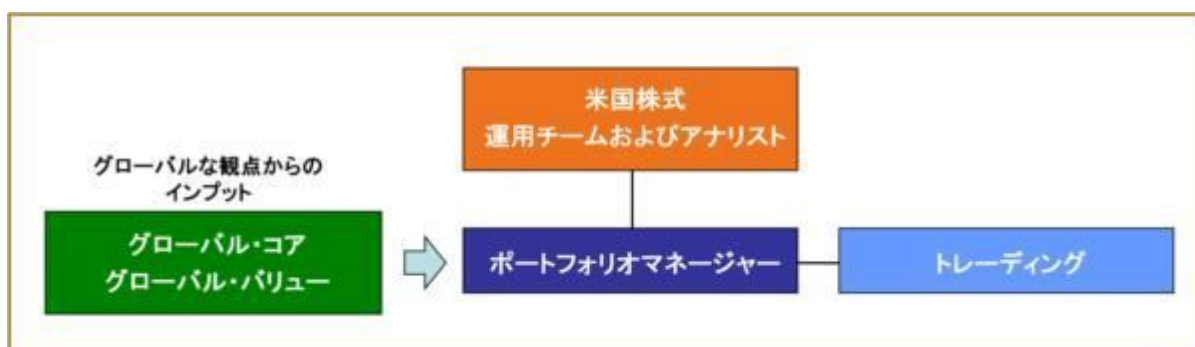 米国株式
運用チームおよびアナリスト
グローバルな観点からの
インプット
グローバル・コア
グローバル・バリュー
ポートフォリオマネージャー
トレーディング